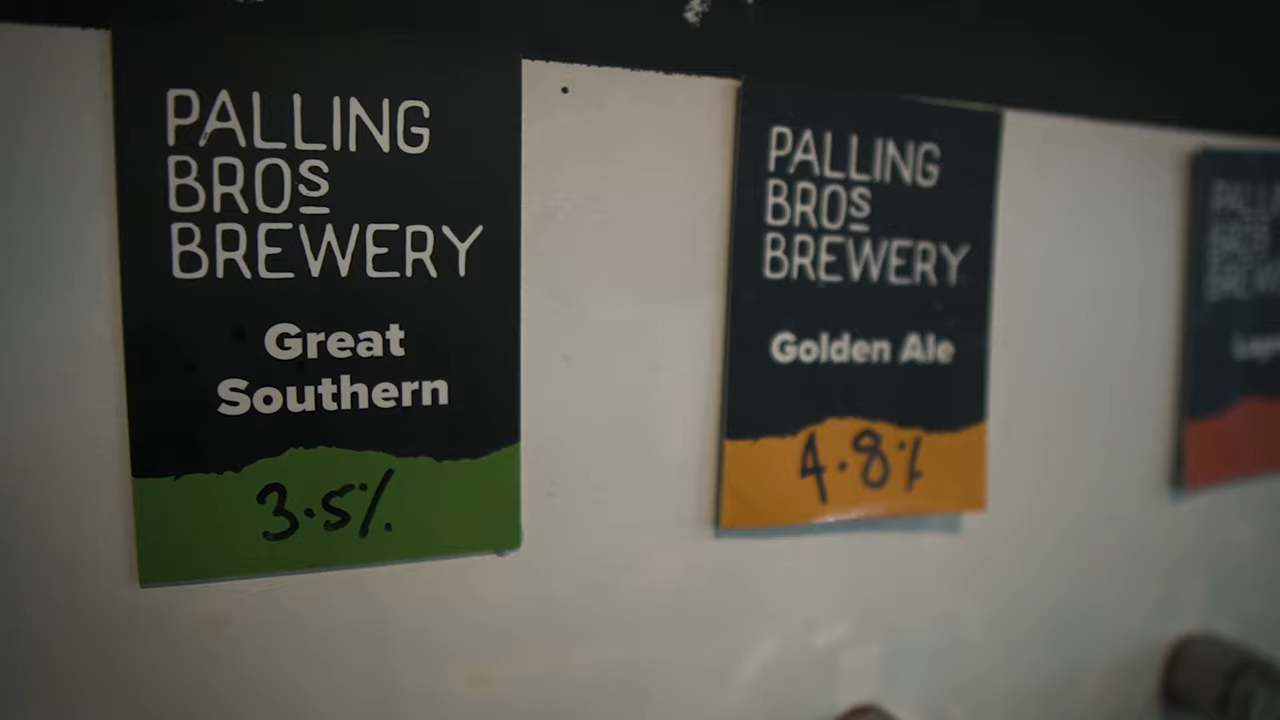 PALLING
BROS
BREWERY
Great
Southern
3.5%
PALLING
BROS
BREWERY
Golden Ale
4.8%